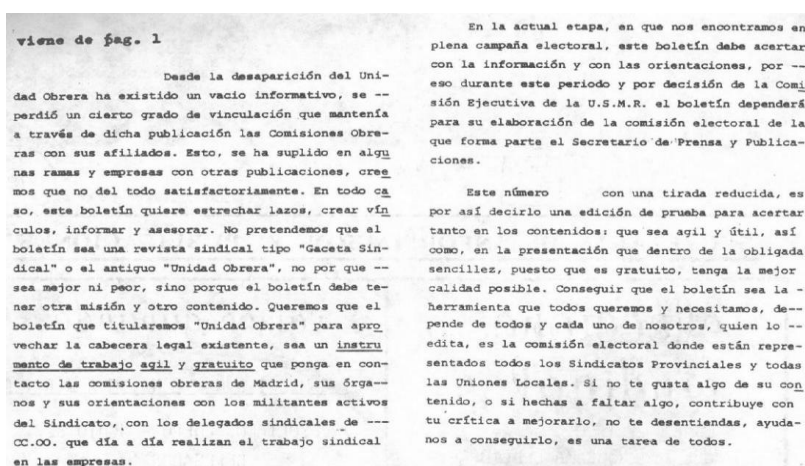 viene de pag. 1
Desde la desaparición del Uni-
dad Obrera ha existido un vacio informativo, se --
perdió un cierto grado de vinculación que mantenía
a través de dicha publicación las Comisiones Obre-
ras con sus afiliados. Esto, se ha suplido en algu
nas ramas y empresas con otras publicaciones, cree
mos que no del todo satisfactoriamente. En todo ca
so, este boletín quiere estrechar lazos, crear vín
culos, informar y asesorar. No pretendemos que el
boletín sea una revista sindical tipo "Gaceta Sin-
dical" o el antiguo "Unidad Obrera", no por que --
sea mejor ni peor, sino porque el boletín debe te-
ner otra misión y otro contenido. Queremos que el
boletín que titularemos "Unidad Obrera" para apro
vechar la cabecera legal existente, sea un instru
mento de trabajo agil y gratuito que ponga en con-
tacto las comisiones obreras de Madrid, sus órga--
nos y sus orientaciones con los militantes activos
del Sindicato, con los delegados sindicales de ---
CC.OO. que día a día realizan el trabajo sindical
en las empresas.
En la actual etapa, en que nos encontramos en
plena campaña electoral, este boletín debe acertar
con la información y con las orientaciones, por --
eso durante este periodo y por decisión de la Comi
sión Ejecutiva de la U.S.M.R. el boletín dependerá
para su elaboración de la comisión electoral de la
que forma parte el Secretario de Prensa y Publica-
ciones.
Este número con una tirada reducida, es
por así decirlo una edición de prueba para acertar
tanto en los contenidos: que sea agil y útil, así
como, en la presentación que dentro de la obligada
sencillez, puesto que es gratuito, tenga la mejor
calidad posible. Conseguir que el boletín sea la -
herramienta que todos queremos y necesitamos, de--
pende de todos y cada uno de nosotros, quien lo --
edita, es la comisión electoral donde están repre-
sentados todos los Sindicatos Provinciales y todas
las Uniones Locales. Si no te gusta algo de su con
tenido, o si hechas a faltar algo, contribuye con
tu crítica a mejorarlo, no te desentiendas, ayuda-
nos a conseguirlo, es una tarea de todos.